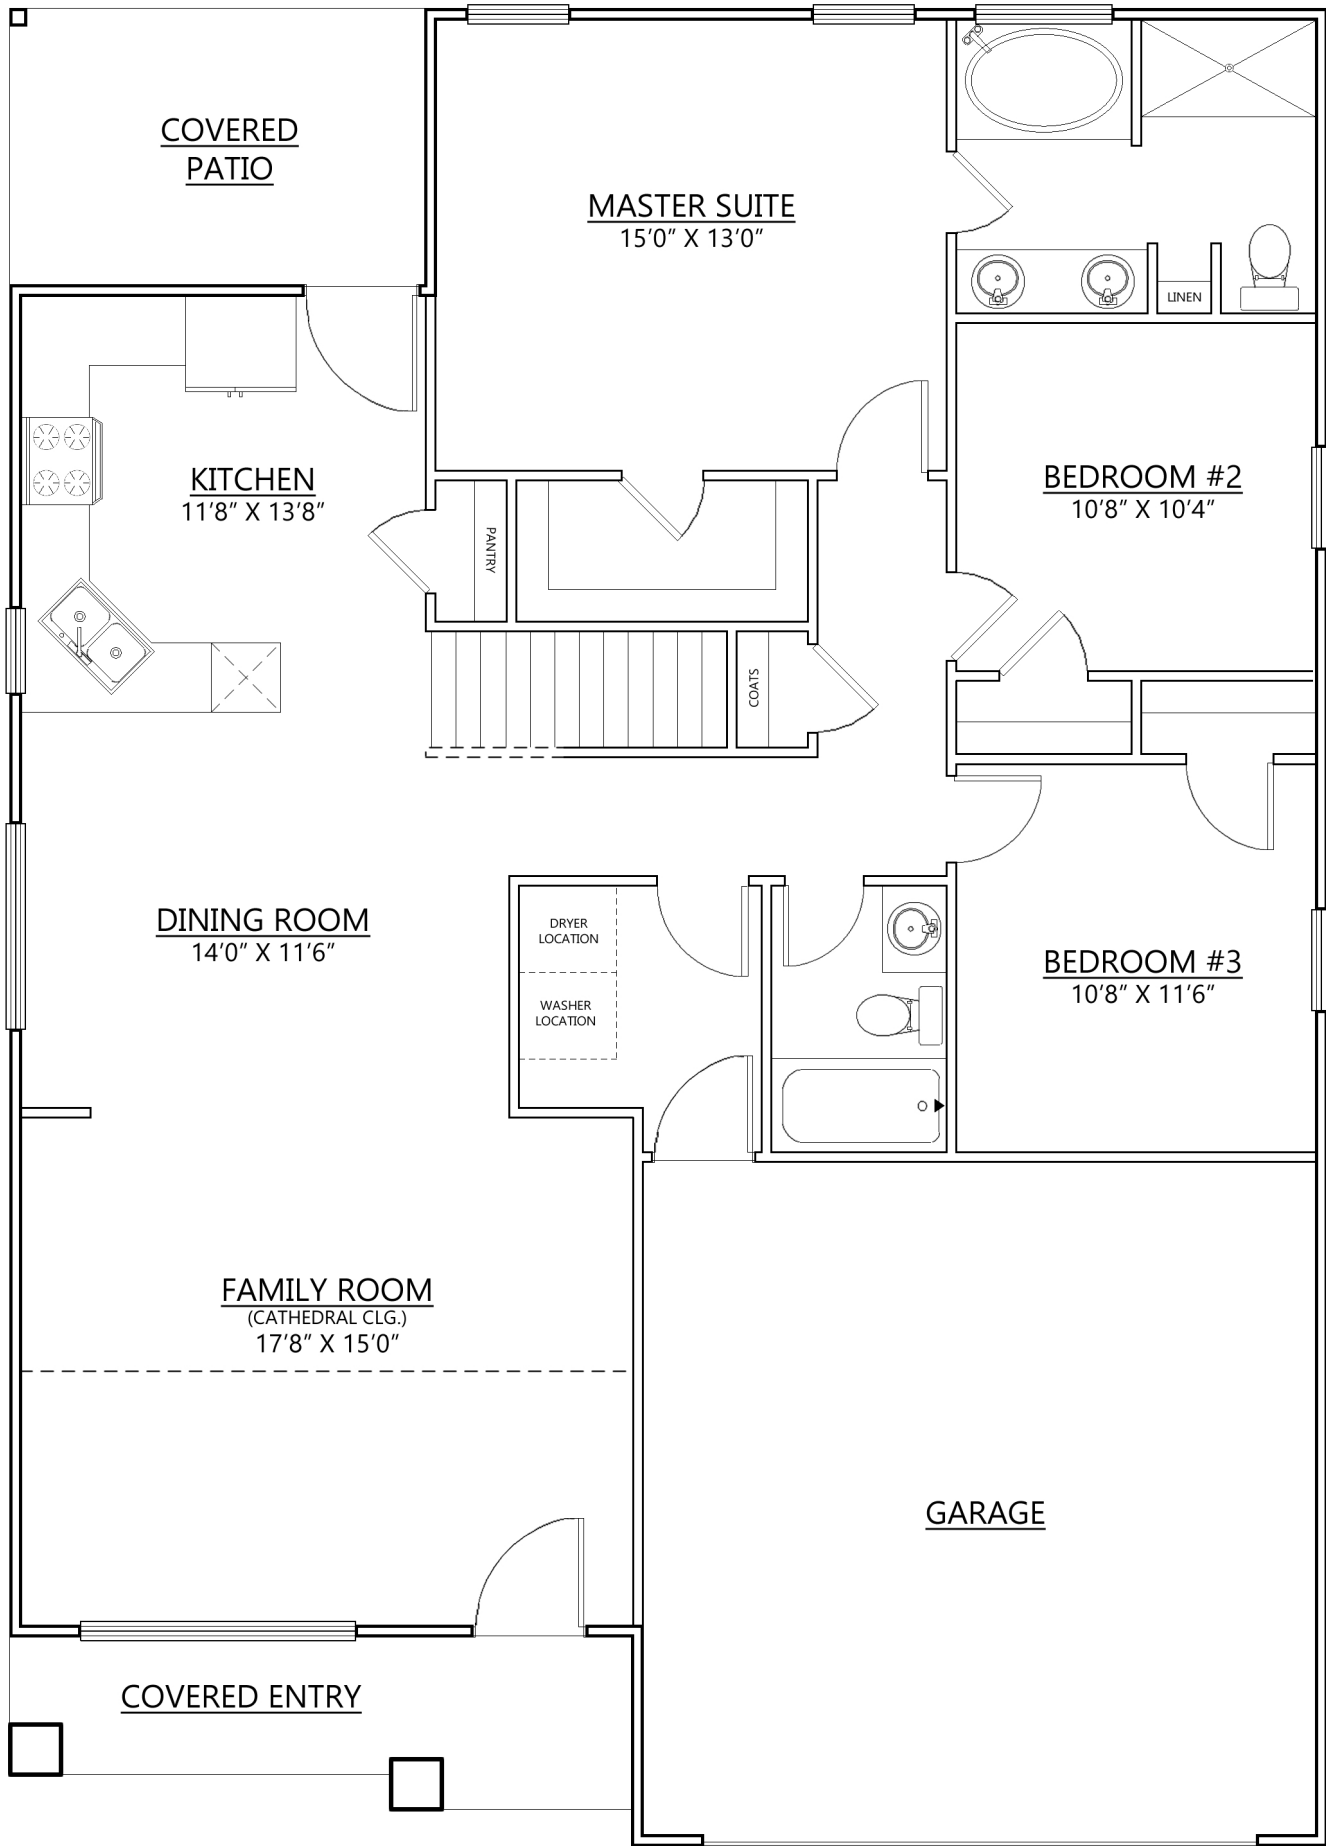 COVERED
PATIO
MASTER SUITE
15'0" X 13'0"
LINEN
KITCHEN
11'8" X 13'8"
BEDROOM #2
10'8" X 10'4"
PANTRY
COATS
DINING ROOM
14'0" X 11'6"
DRYER
LOCATION
WASHER
LOCATION
BEDROOM #3
10'8" X 11'6"
FAMILY ROOM
(CATHEDRAL CLG.)
17'8" X 15'0"
GARAGE
COVERED ENTRY